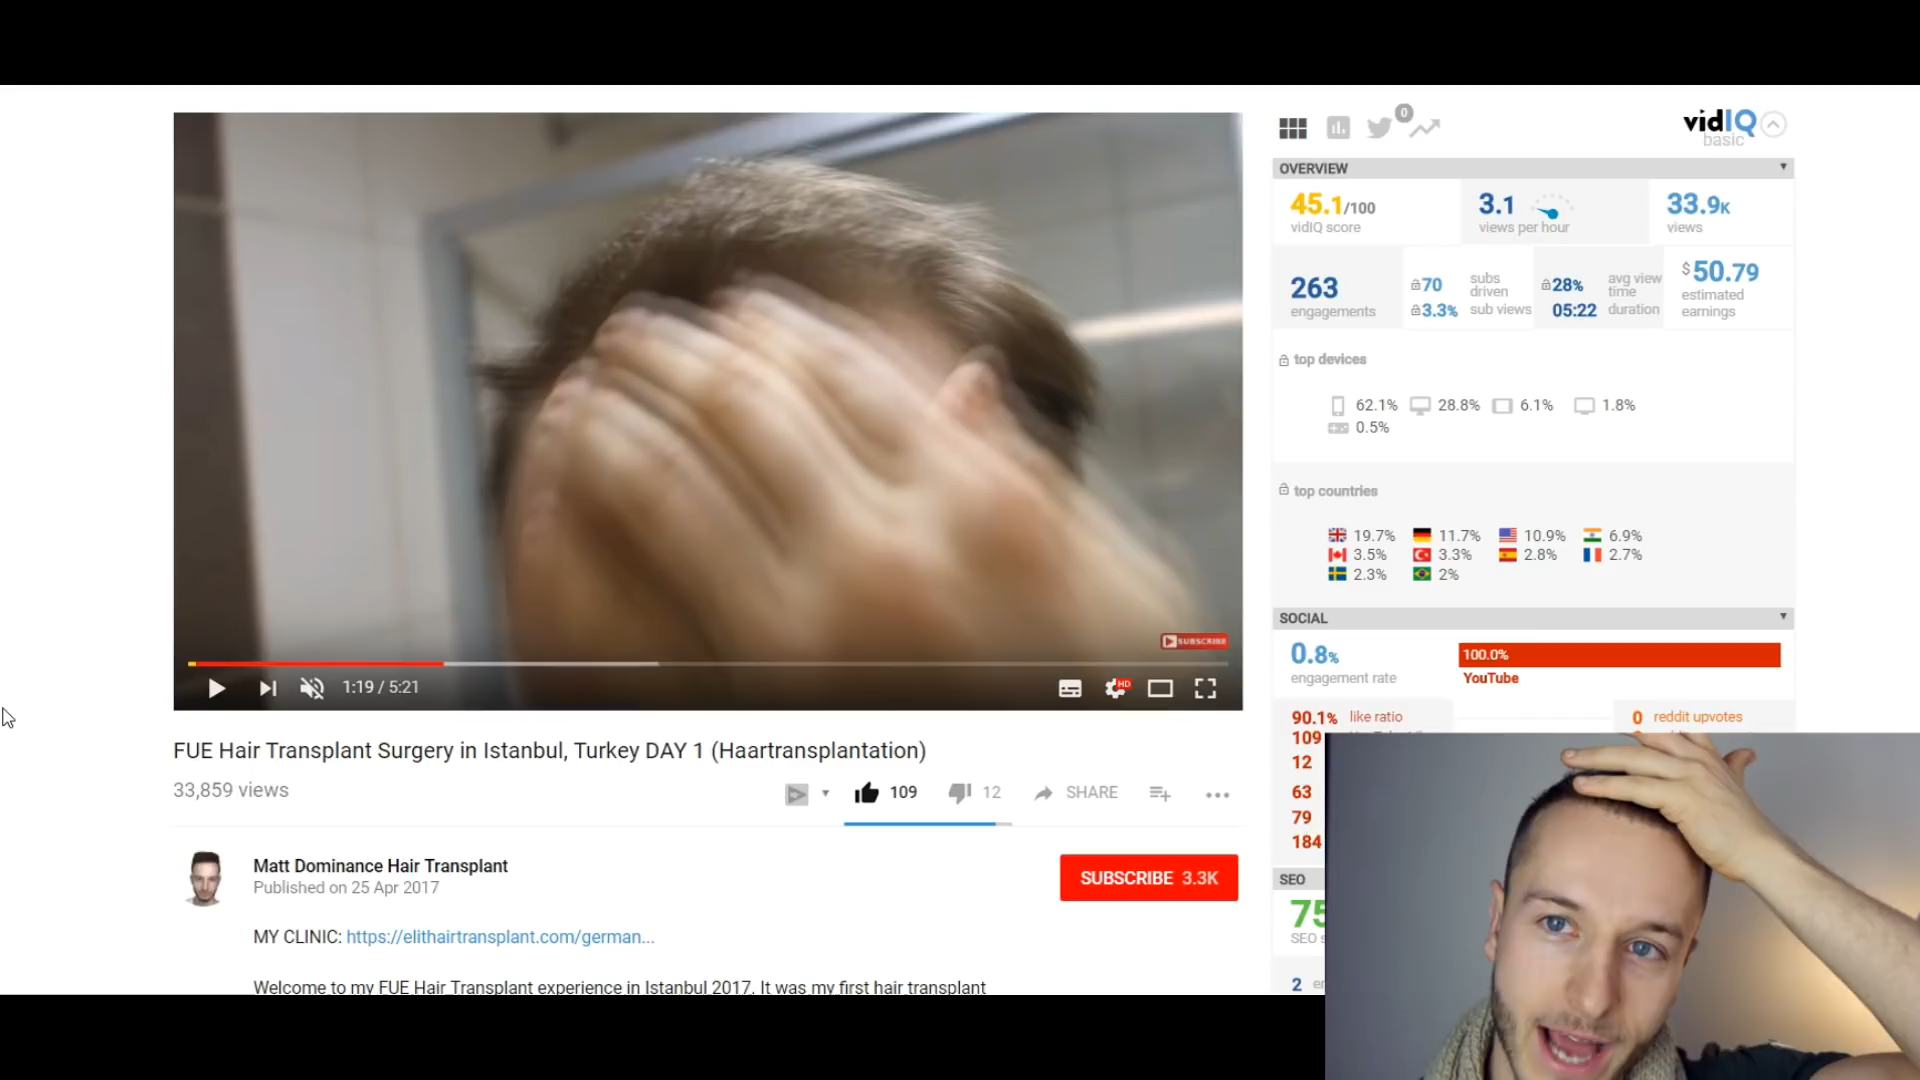 SUBSCRIBE
1:19 / 5:21
HD
FUE Hair Transplant Surgery in Istanbul, Turkey DAY 1 (Haartransplantation)
33,859 views
109
12
SHARE
Matt Dominance Hair Transplant
Published on 25 Apr 2017
SUBSCRIBE 3.3K
MY CLINIC: https://elithairtransplant.com/german...
Welcome to my FUE Hair Transplant experience in Istanbul 2017. It was my first hair transplant
0
vidIQ
basic
OVERVIEW
45.1/100
vidIQ score
3.1
views per hour
33.9K
views
263
engagements
70 subs driven
3.3% sub views
28% avg view time
05:22 duration
$50.79
estimated earnings
top devices
62.1% 28.8% 6.1% 1.8%
0.5%
top countries
19.7% 11.7% 10.9% 6.9%
3.5% 3.3% 2.8% 2.7%
2.3% 2%
SOCIAL
0.8%
engagement rate
100.0%
YouTube
90.1% like ratio
0 reddit upvotes
109
12
63
79
184
SEO
75
SEO
2